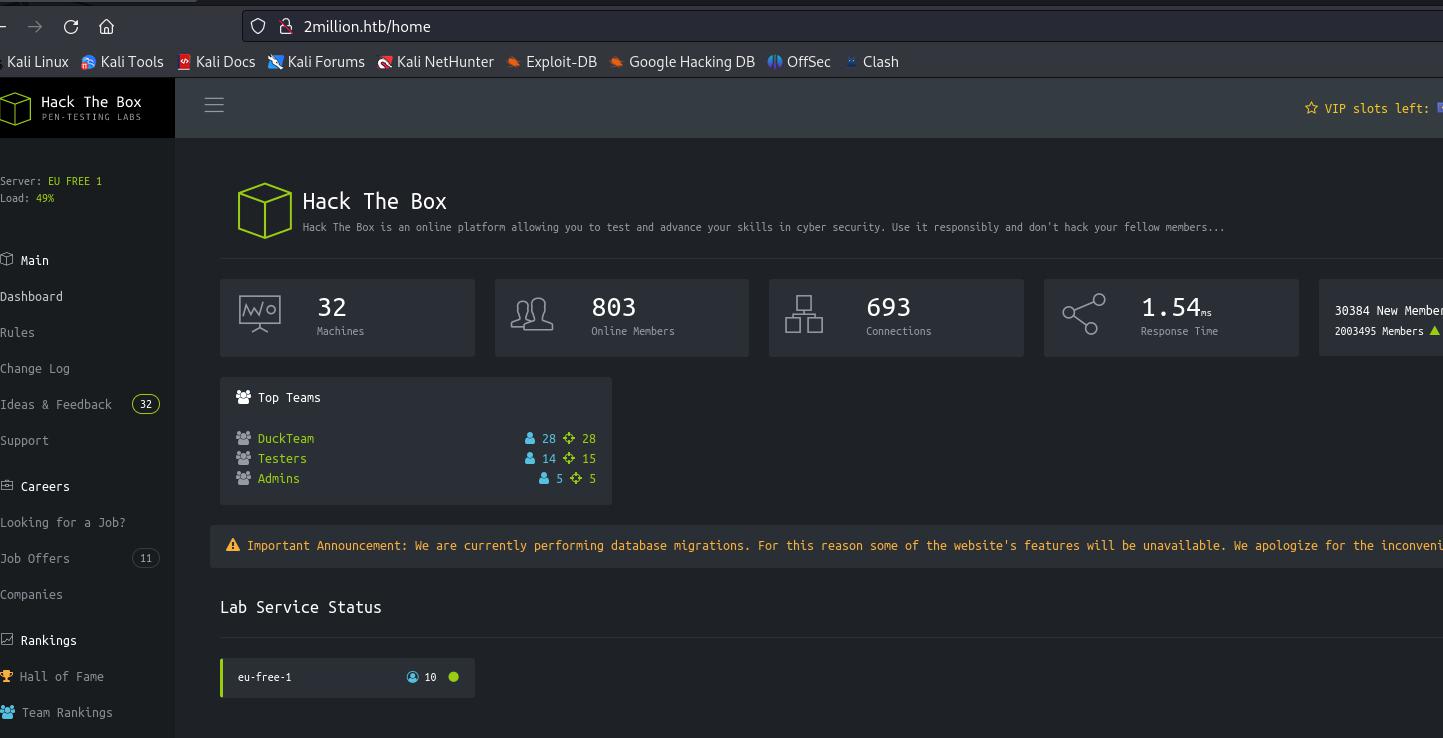 2million.htb/home
Kali Linux Kali Tools Kali Docs Kali Forums Kali NetHunter Exploit-DB Google Hacking DB OffSec Clash
Hack The Box
PEN-TESTING LABS
VIP slots left:
Server: EU FREE 1
Load: 49%
Main
Dashboard
Rules
Change Log
Ideas & Feedback 32
Support
Careers
Looking for a Job?
Job Offers 11
Companies
Rankings
Hall of Fame
Team Rankings
Hack The Box
Hack The Box is an online platform allowing you to test and advance your skills in cyber security. Use it responsibly and don't hack your fellow members...
32
Machines
803
Online Members
693
Connections
1.54ms
Response Time
30384 New Member
2003495 Members
Top Teams
DuckTeam 28 28
Testers 14 15
Admins 5 5
Important Announcement: We are currently performing database migrations. For this reason some of the website's features will be unavailable. We apologize for the inconveni
Lab Service Status
eu-free-1 10